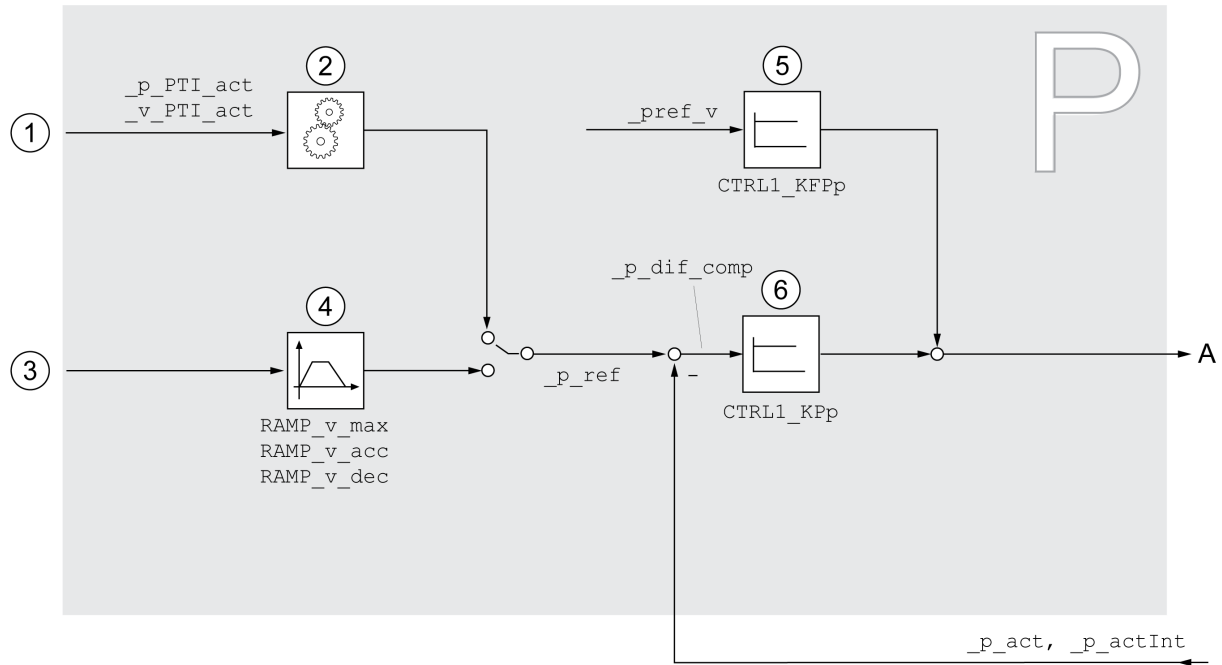 P
2
_p_PTI_act
_v_PTI_act
1
5
_pref_v
CTRL1_KFPp
_p_dif_comp
6
4
3
_p_ref
-
A
CTRL1_KPp
RAMP_v_max
RAMP_v_acc
RAMP_v_dec
_p_act, _p_actInt